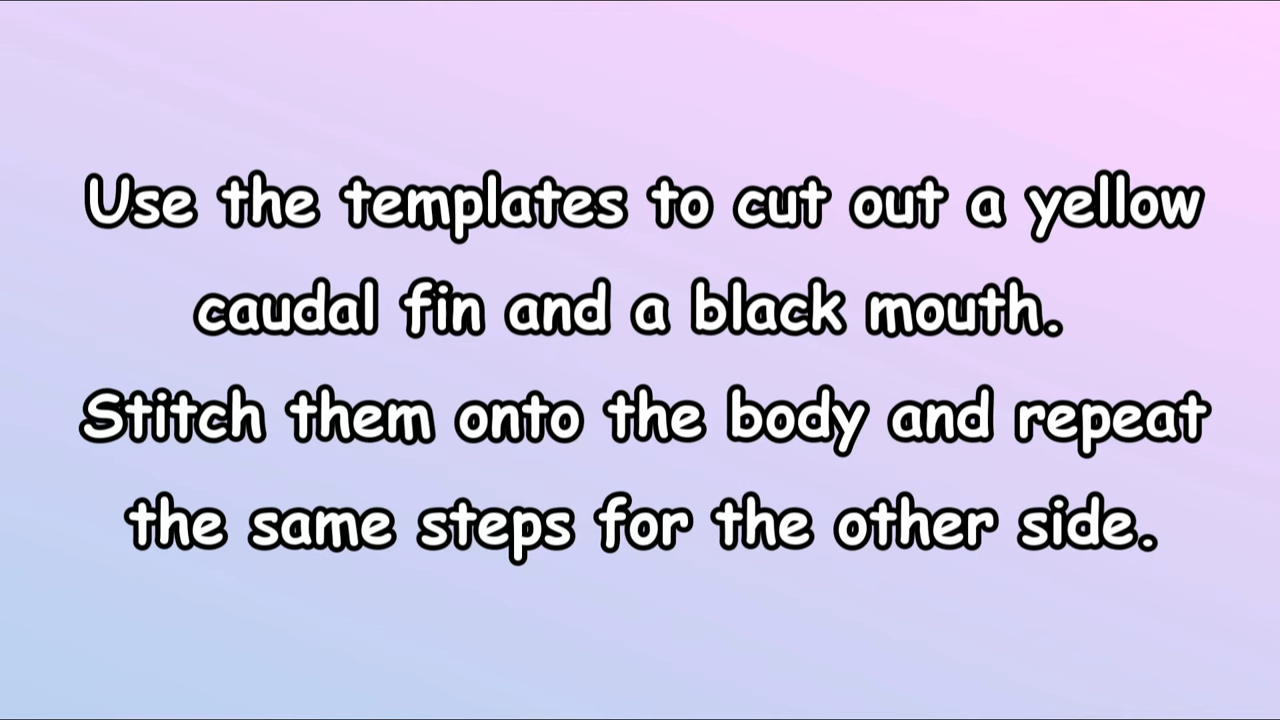 Use the templates to cut out a yellow
caudal fin and a black mouth.
Stitch them onto the body and repeat
the same steps for the other side.